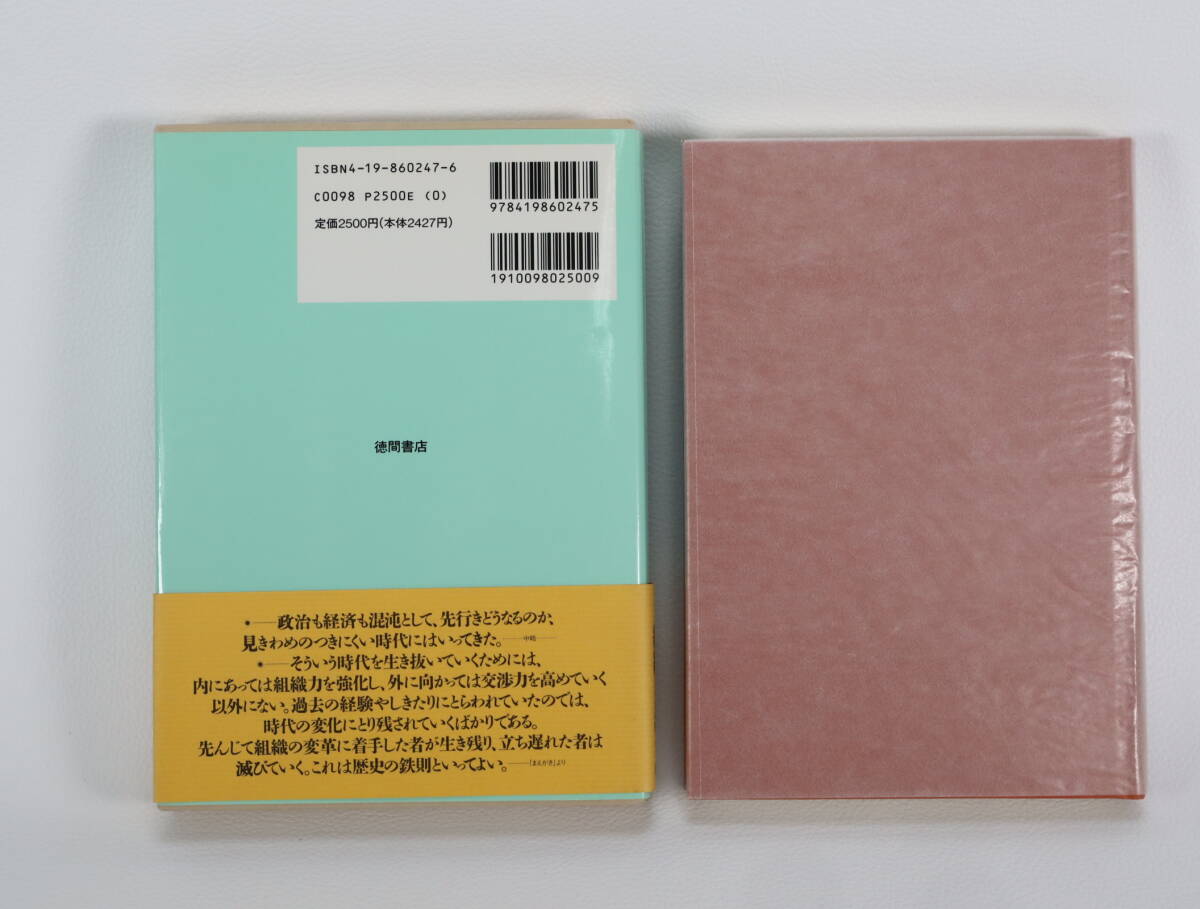 ISBN4-19-860247-6
C0098 P2500E (0)
定価2500円(本体2427円)
9784198602475
1910098025009
徳間書店
●——政治も経済も混沌として、先行きどうなるのか、
見きわめのつきにくい時代にはいってきた。——中略——
●——そういう時代を生き抜いていくためには、
内にあっては組織力を強化し、外に向かっては交渉力を高めていく
以外にない。過去の経験やしきたりにとらわれていたのでは、
時代の変化にとり残されていくばかりである。
先んじて組織の変革に着手した者が生き残り、立ち遅れた者は
滅びていく。これは歴史の鉄則といってよい。——「まえがき」より